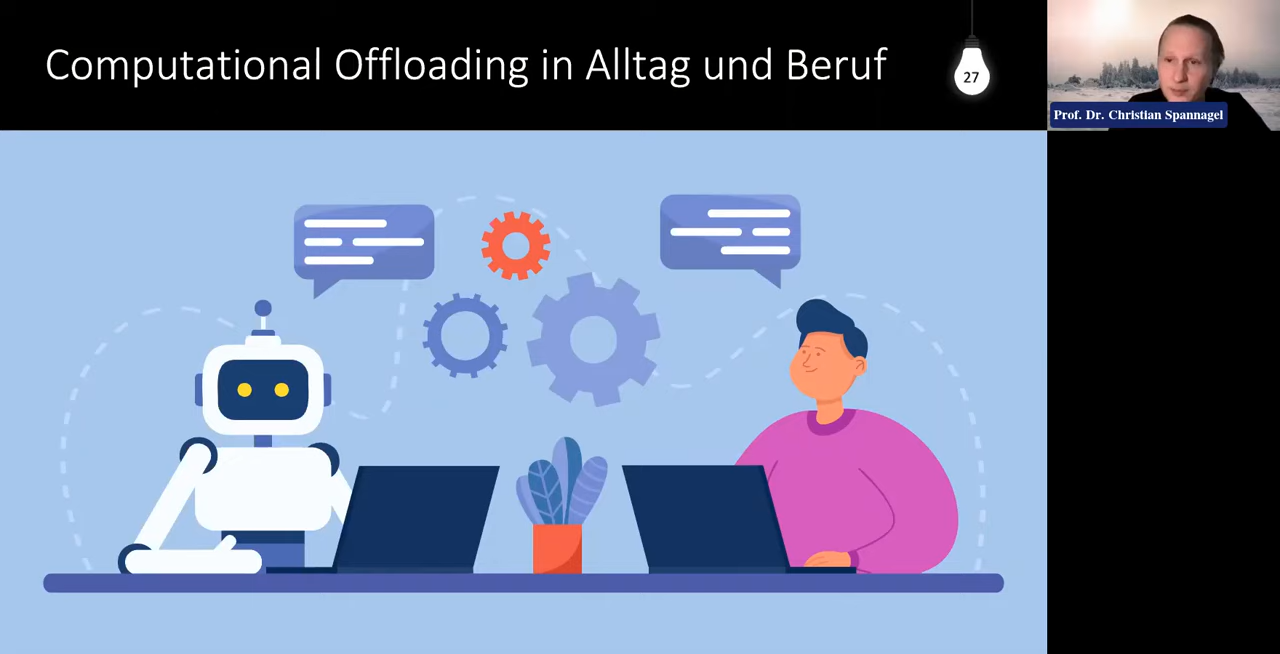 Computational Offloading in Alltag und Beruf
27
Prof. Dr. Christian Spannagel